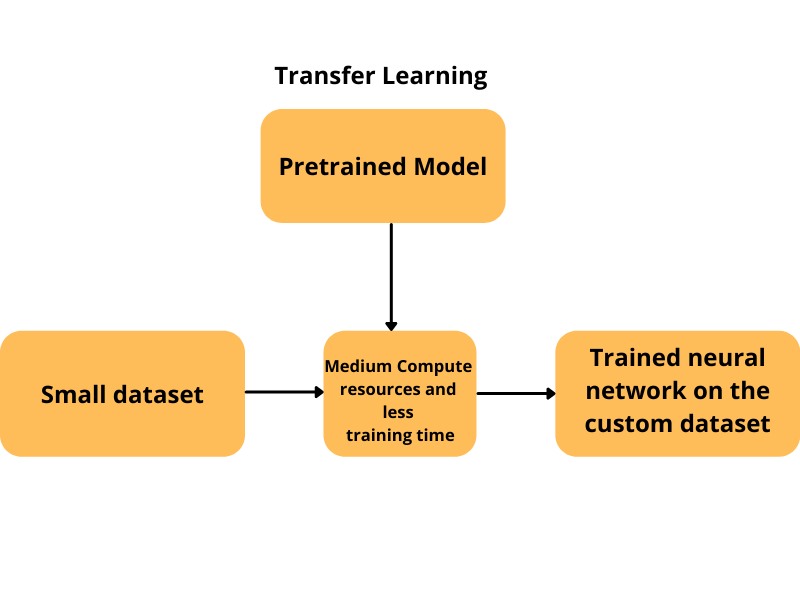 Transfer Learning
Pretrained Model
Small dataset
Medium Compute
resources and
less
training time
Trained neural
network on the
custom dataset